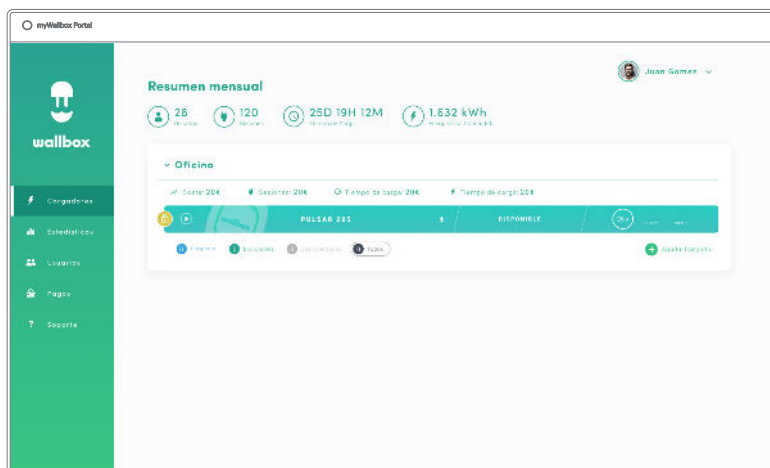 myWallbox Portal
Juan Gomez
wallbox
Resumen mensual
28
120
25D 19H 12M
1.632 kWh
Oficina
Coste: 20€
Sesiones: 20€
Tiempo de carga: 20€
Tiempo de carga: 20€
wallbox
PULSAR 285
DISPONIBLE
Cargadores
Estadísticas
Usuarios
Pagos
? Soporte
Todos
Añadir Cargador